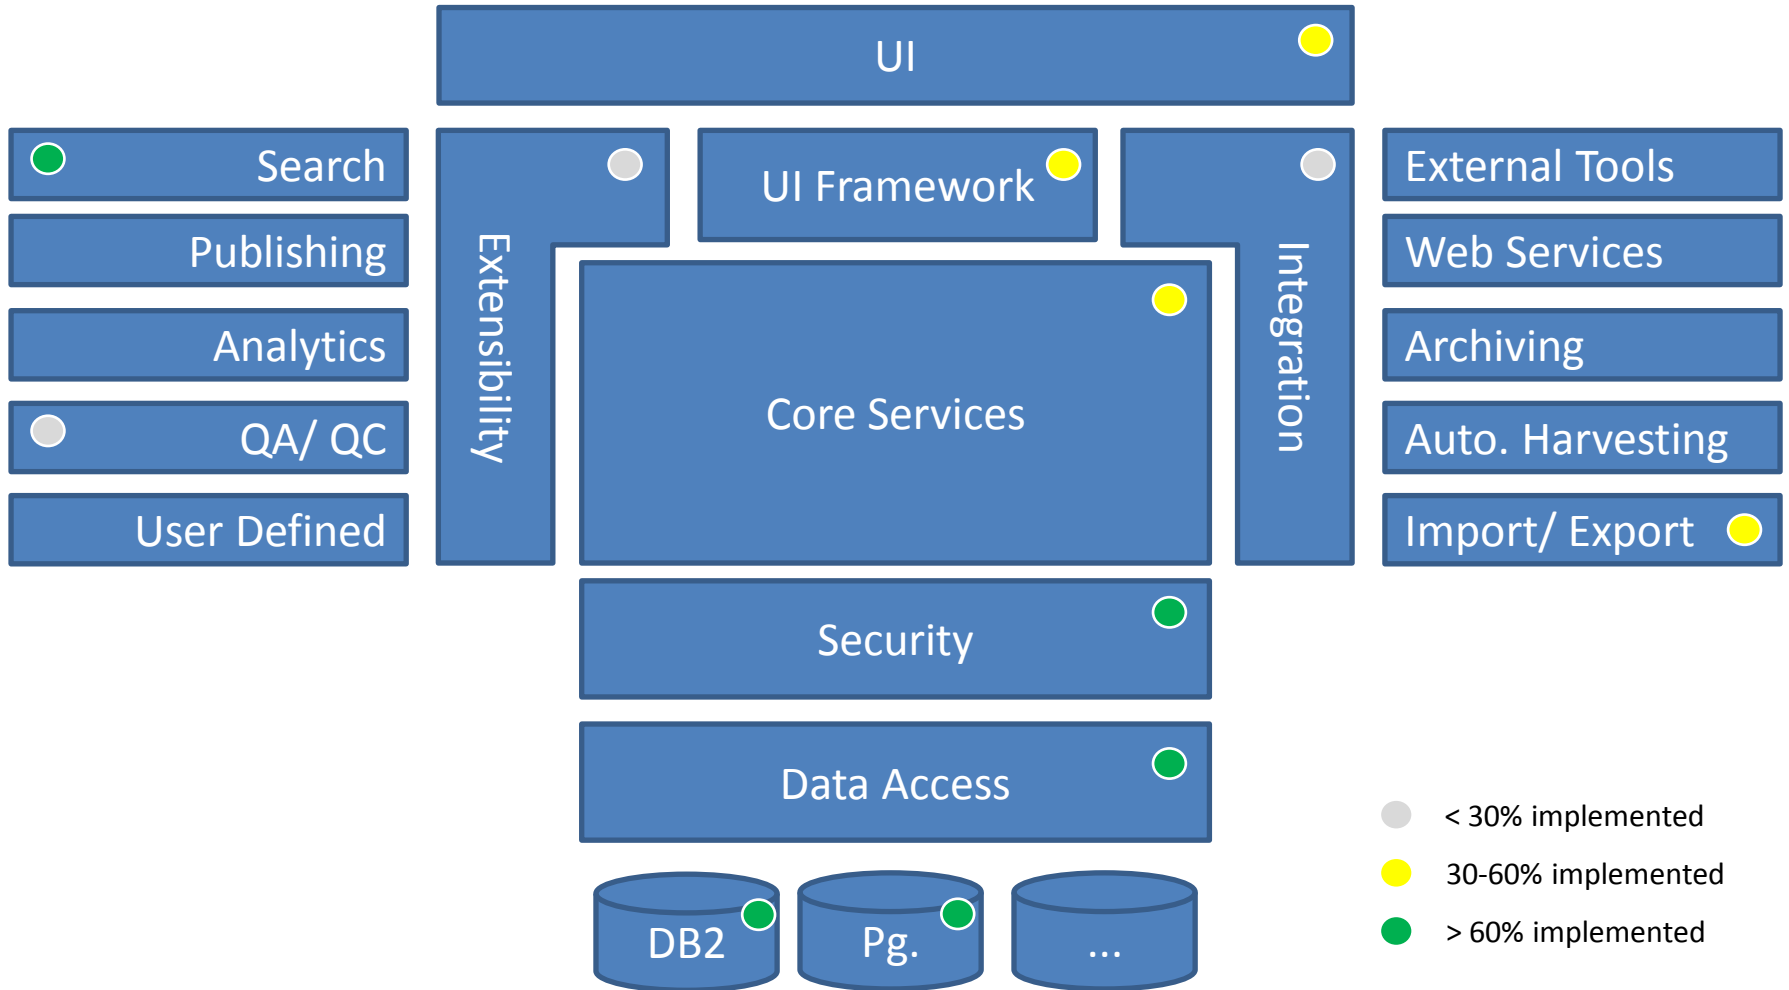 UI
Search
Publishing
Analytics
QA/ QC
User Defined
Extensibility
UI Framework
Core Services
Integration
External Tools
Web Services
Archiving
Auto. Harvesting
Import/ Export
Security
Data Access
DB2
Pg.
...
< 30% implemented
30-60% implemented
> 60% implemented